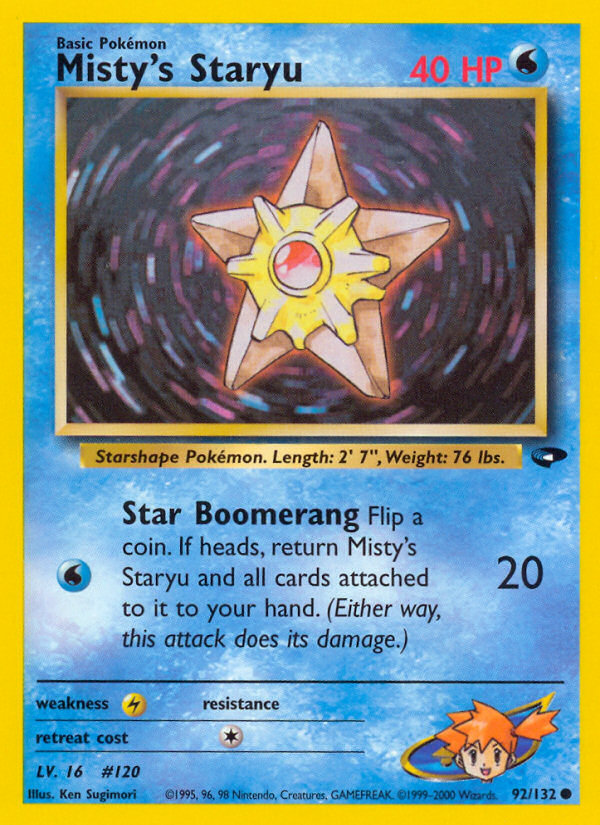 Basic Pokémon
Misty's Staryu
40 HP
Starshape Pokémon. Length: 2' 7", Weight: 76 lbs.
Star Boomerang Flip a
coin. If heads, return Misty's
Staryu and all cards attached
to it to your hand. (Either way,
this attack does its damage.)
20
weakness
resistance
retreat cost
LV. 16 #120
Illus. Ken Sugimori
©1995, 96, 98 Nintendo, Creatures, GAMEFREAK. ©1999-2000 Wizards.
92/132